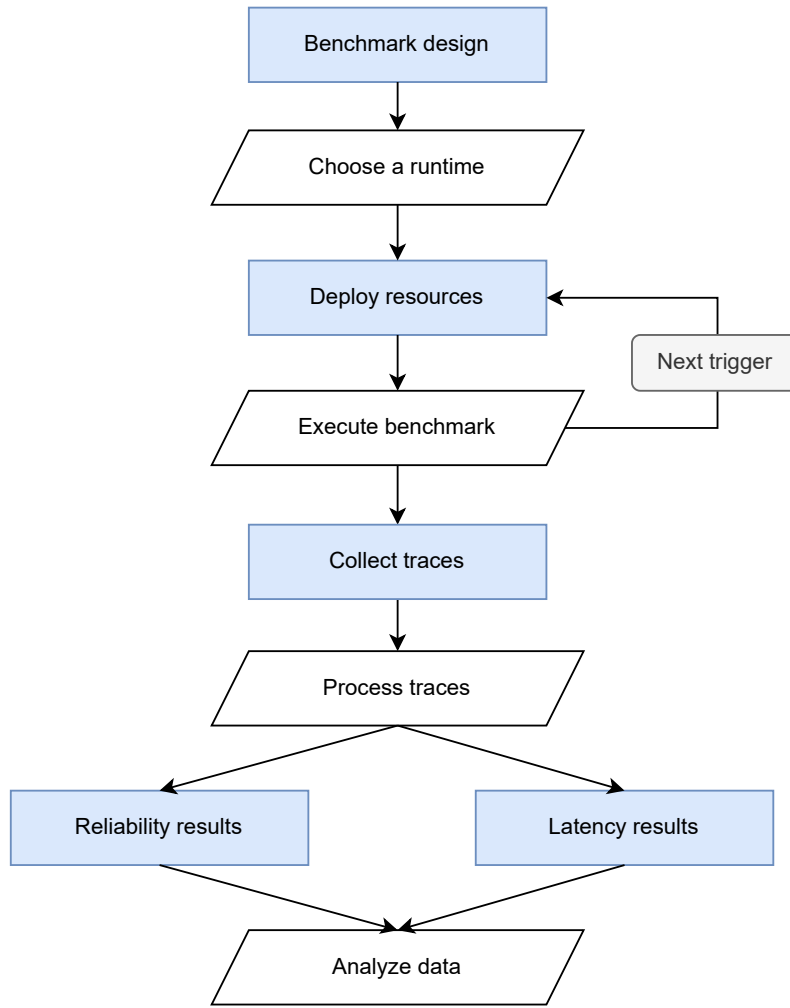 Benchmark design
Choose a runtime
Deploy resources
Next trigger
Execute benchmark
Collect traces
Process traces
Reliability results
Latency results
Analyze data